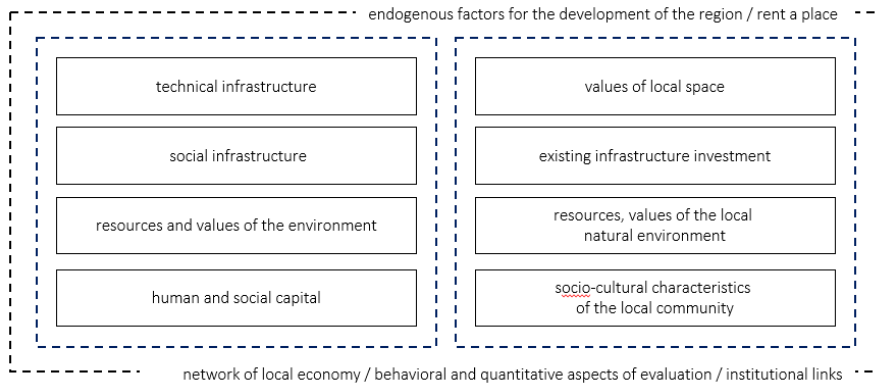 endogenous factors for the development of the region / rent a place
technical infrastructure
social infrastructure
resources and values of the environment
human and social capital
values of local space
existing infrastructure investment
resources, values of the local
natural environment
socio-cultural characteristics
of the local community
network of local economy / behavioral and quantitative aspects of evaluation / institutional links